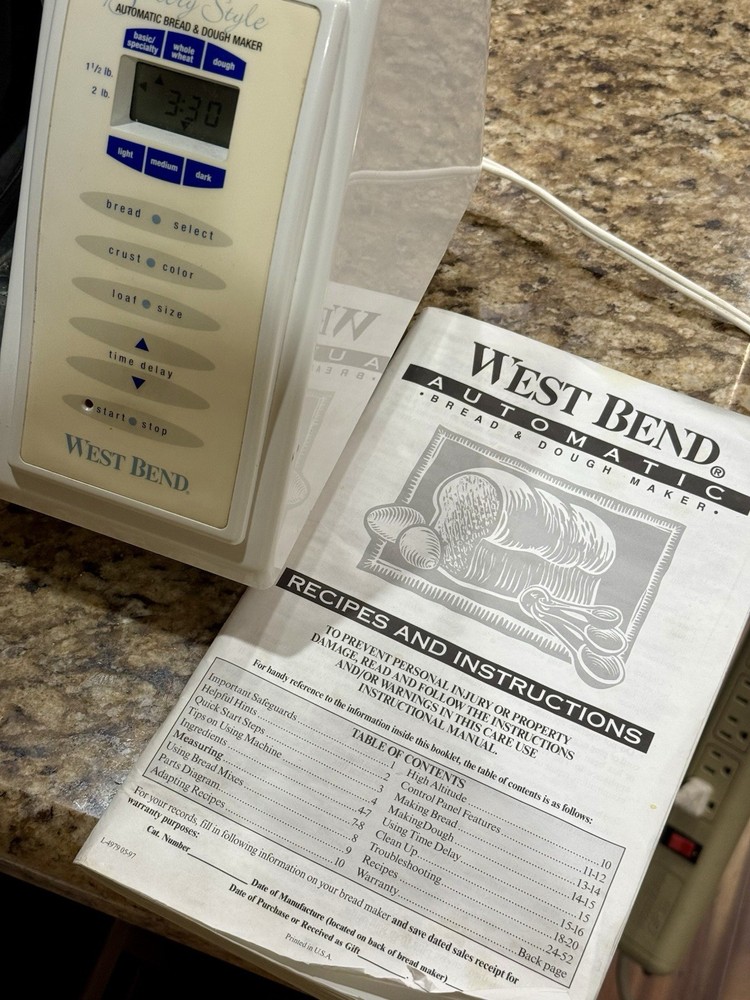 Bakery Style
AUTOMATIC BREAD & DOUGH MAKER
basic/
specialty
whole
wheat
dough
1 1/2 lb.
2 lb.
3:30
light
medium
dark
bread select
crust color
loaf size
time delay
start stop
WEST BEND®
WEST BEND®
AUTOMATIC
•BREAD & DOUGH MAKER•
RECIPES AND INSTRUCTIONS
TO PREVENT PERSONAL INJURY OR PROPERTY
DAMAGE, READ AND FOLLOW THE INSTRUCTIONS
AND/OR WARNINGS IN THIS CARE USE
INSTRUCTIONAL MANUAL.
For handy reference to the information inside this booklet, the table of contents is as follows:
TABLE OF CONTENTS
Important Safeguards
Helpful Hints 2
Quick Start Steps 3
Tips on Using Machine 4
Ingredients 4-7
Measuring 7-8
Using Bread Mixes 8
Parts Diagram 9
Adapting Recipes 10
High Altitude 10
Control Panel Features 11-12
Making Bread 13-14
Making Dough 14-15
Using Time Delay 15
Clean Up 15-16
Troubleshooting 18-20
Recipes 24-52
Warranty Back page
For your records, fill in following information on your bread maker and save dated sales receipt for
warranty purposes:
Cat. Number
Date of Manufacture (located on back of bread maker)
Date of Purchase or Received as Gift
L-4979 05/97
Printed in U.S.A.